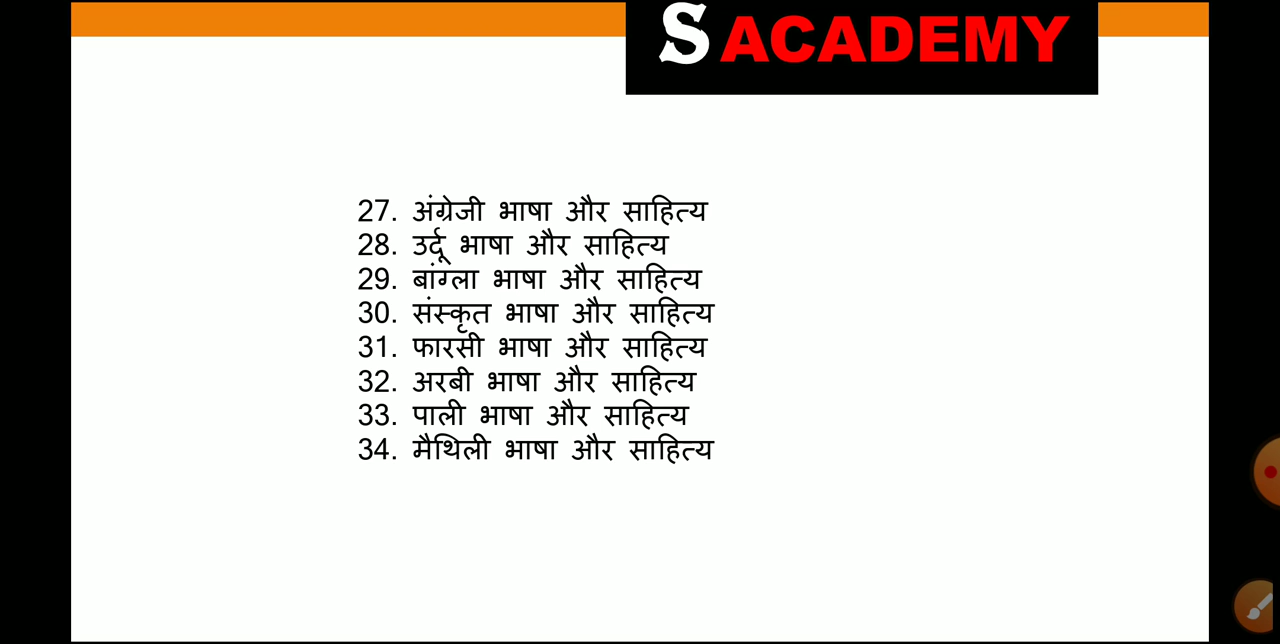 S ACADEMY
27. अंग्रेजी भाषा और साहित्य
28. उर्दू भाषा और साहित्य
29. बांग्ला भाषा और साहित्य
30. संस्कृत भाषा और साहित्य
31. फारसी भाषा और साहित्य
32. अरबी भाषा और साहित्य
33. पाली भाषा और साहित्य
34. मैथिली भाषा और साहित्य